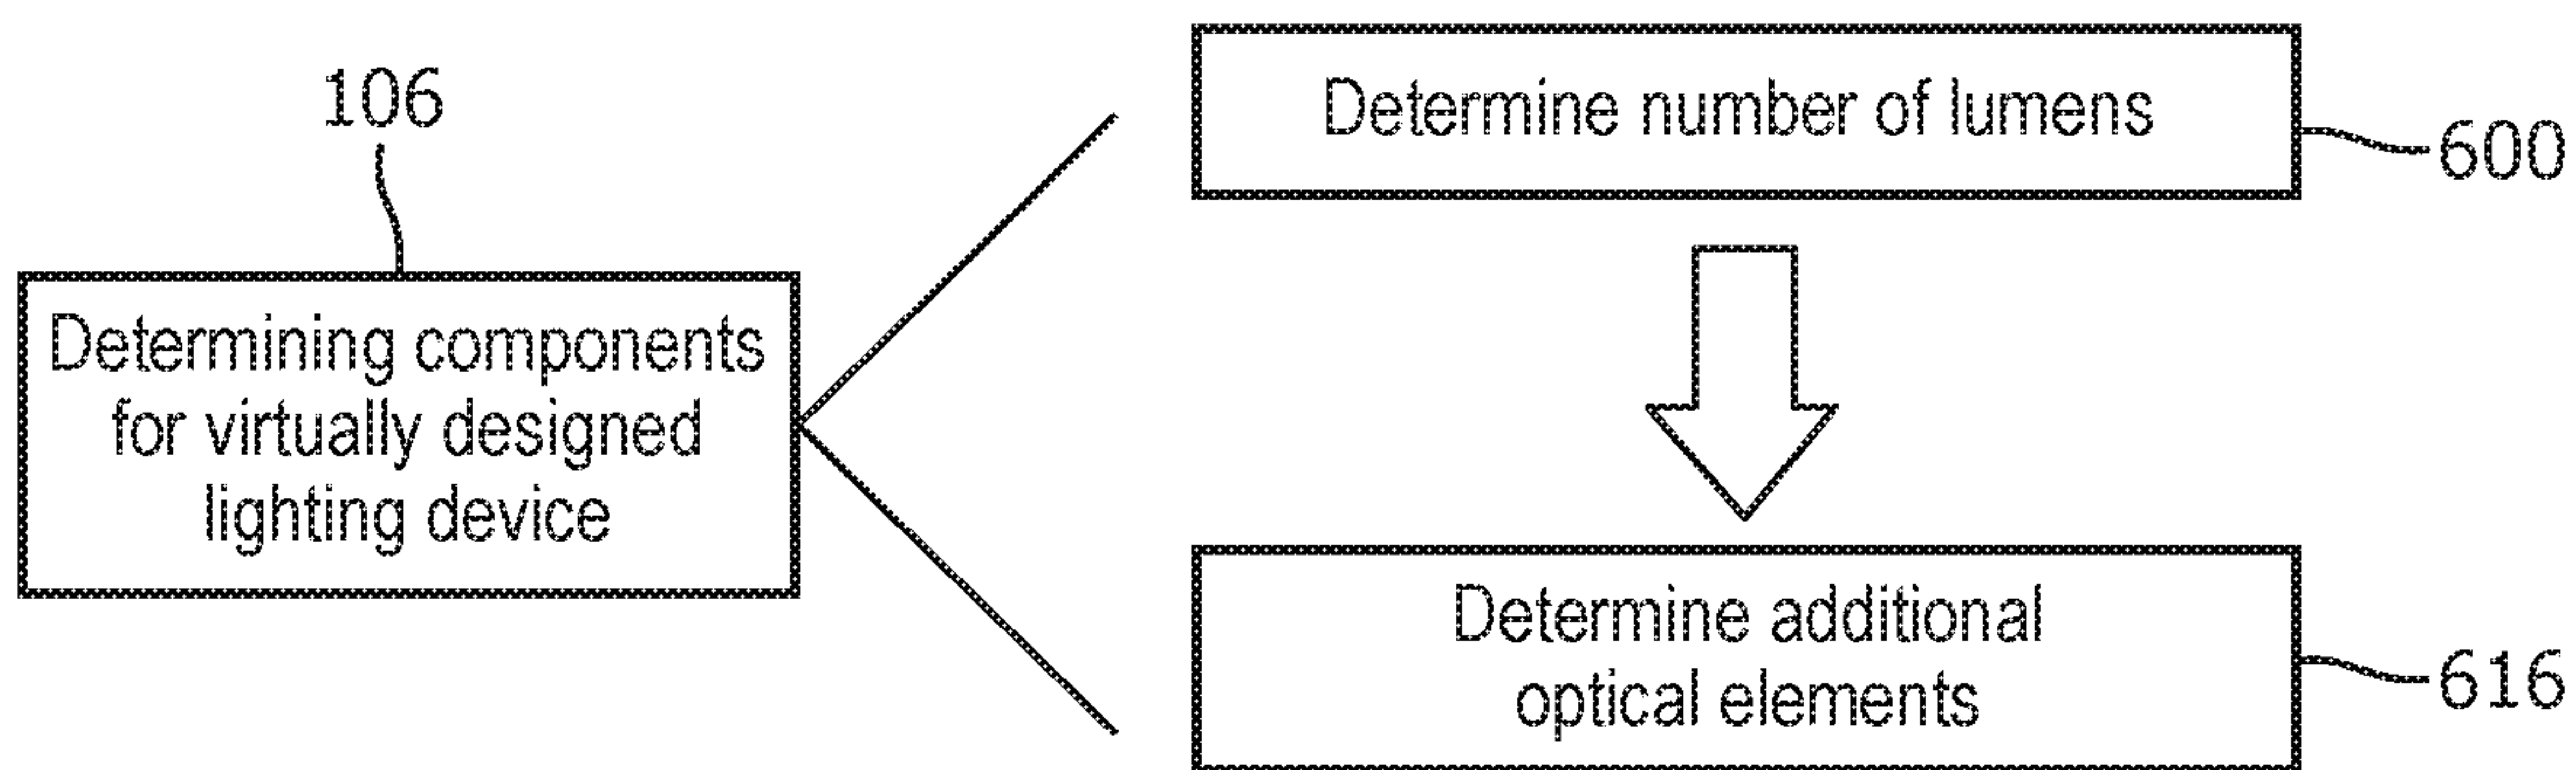 106
Determining components
for virtually designed
lighting device
Determine number of lumens
600
Determine additional
optical elements
616